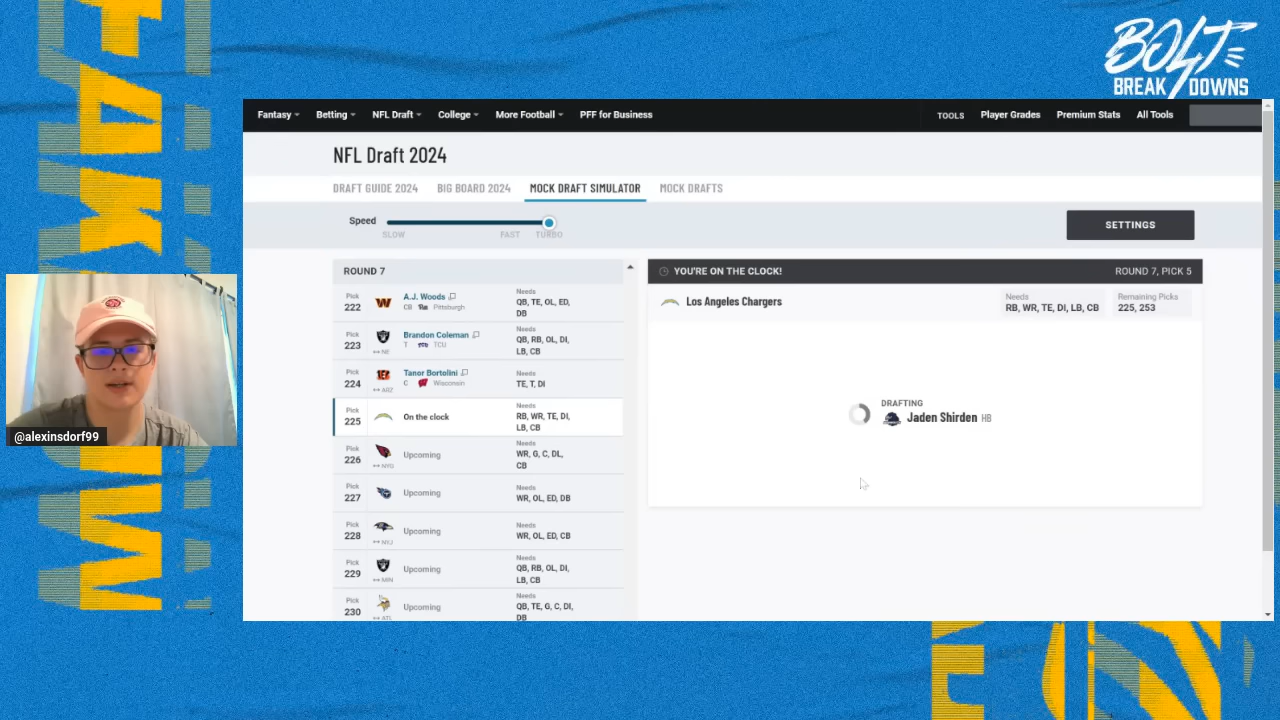 BOLT
BREAK DOWNS
Fantasy Betting NFL Draft College More Football PFF for Business TOOLS Player Grades Premium Stats All Tools
NFL Draft 2024
DRAFT GUIDE 2024 BIG BOARD 2024 MOCK DRAFT SIMULATOR MOCK DRAFTS
Speed
SLOW FAST TURBO
SETTINGS
ROUND 7
Pick 222
A.J. Woods
CB Pittsburgh
Needs
QB, TE, OL, ED,
DB
Pick 223
↔ NE
Brandon Coleman
T TCU
Needs
QB, RB, OL, DI,
LB, CB
Pick 224
↔ ARZ
Tanor Bortolini
C Wisconsin
Needs
TE, T, DI
Pick 225
On the clock
Needs
RB, WR, TE, DI,
LB, CB
Pick 226
↔ NYG
Upcoming
Needs
WR, G, C, DL,
CB
Pick 227
Upcoming
Needs
WR, OL, ED, DB
Pick 228
↔ NYJ
Upcoming
Needs
WR, OL, ED, CB
Pick 229
↔ MIN
Upcoming
Needs
QB, RB, OL, DI,
LB, CB
Pick 230
↔ ATL
Upcoming
Needs
QB, TE, G, C, DI,
DB
YOU'RE ON THE CLOCK!
ROUND 7, PICK 5
Los Angeles Chargers
Needs
RB, WR, TE, DI, LB, CB
Remaining Picks
225, 253
DRAFTING
Jaden Shirden HB
@alexinsdorf99